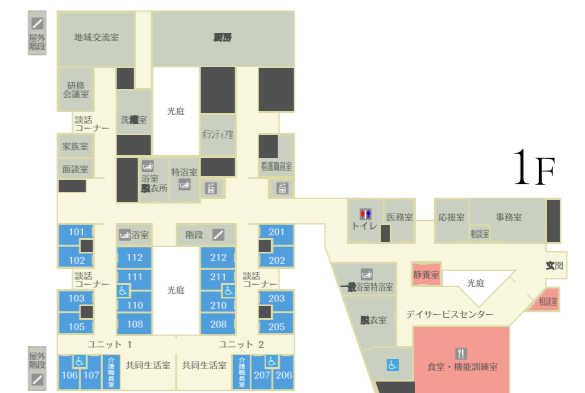 屋外
階段
地域交流室
厨房
研修
会議室
洗濯室
光庭
談話
コーナー
ボランティア室
家族室
面談室
浴室
脱衣所
特浴室
看護職員室
1F
トイレ
医務室
応接室
事務室
相談室
玄関
101
102
浴室
階段
201
202
112
111
110
108
212
211
210
208
談話
コーナー
光庭
談話
コーナー
103
105
203
205
静養室
光庭
相談室
一般浴室特浴室
脱衣室
デイサービスセンター
食堂・機能訓練室
ユニット 1
ユニット 2
屋外
階段
106
107
介護職員室
共同生活室
共同生活室
介護職員室
207
206